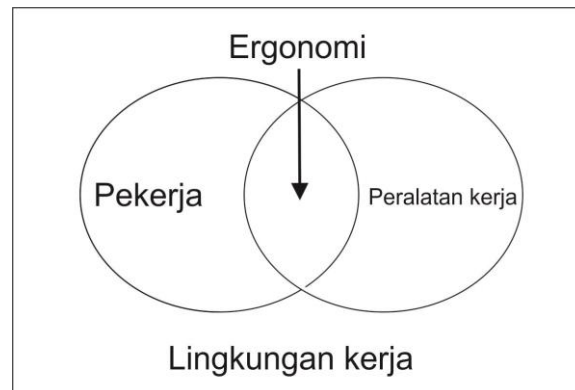 Ergonomi
Pekerja
Peralatan kerja
Lingkungan kerja